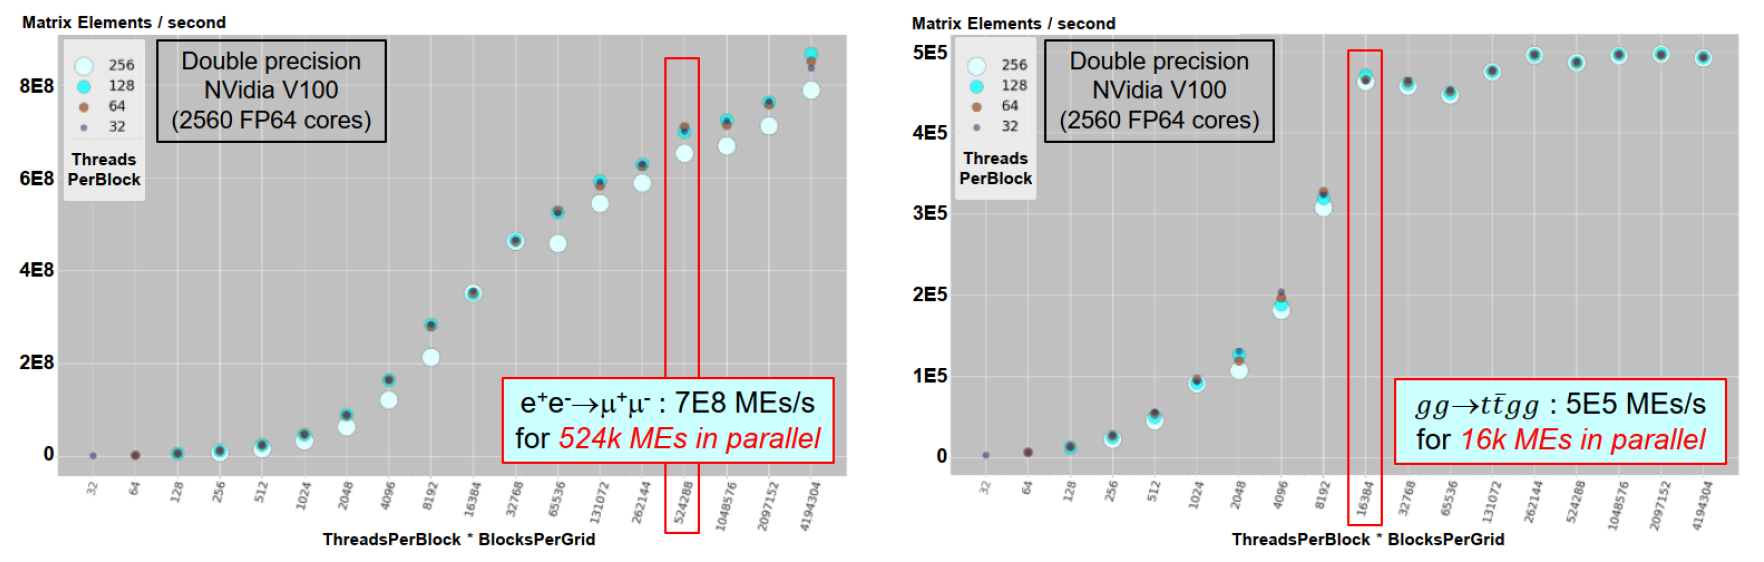 Matrix Elements / second
256
128
64
32
Threads
PerBlock
Double precision
NVidia V100
(2560 FP64 cores)
8E8
6E8
4E8
2E8
0
e⁺e⁻→μ⁺μ⁻ : 7E8 MEs/s
for 524k MEs in parallel
32
64
128
256
512
1024
2048
4096
8192
16384
32768
65536
131072
262144
524288
1048576
2097152
4194304
ThreadsPerBlock * BlocksPerGrid
Matrix Elements / second
256
128
64
32
Threads
PerBlock
Double precision
NVidia V100
(2560 FP64 cores)
5E5
4E5
3E5
2E5
1E5
0
gg→tt̄gg : 5E5 MEs/s
for 16k MEs in parallel
32
64
128
256
512
1024
2048
4096
8192
16384
32768
65536
131072
262144
524288
1048576
2097152
4194304
ThreadsPerBlock * BlocksPerGrid